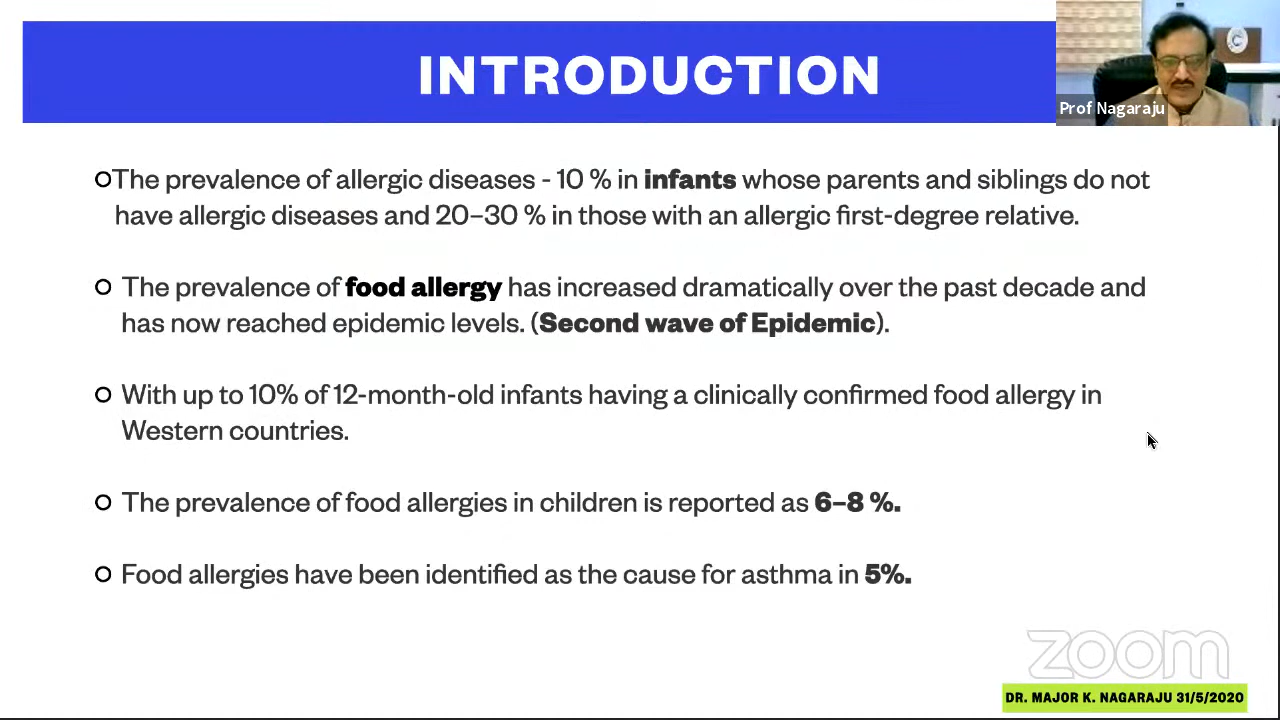 INTRODUCTION
Prof Nagaraju
The prevalence of allergic diseases - 10 % in infants whose parents and siblings do not
have allergic diseases and 20–30 % in those with an allergic first-degree relative.
The prevalence of food allergy has increased dramatically over the past decade and
has now reached epidemic levels. (Second wave of Epidemic).
With up to 10% of 12-month-old infants having a clinically confirmed food allergy in
Western countries.
The prevalence of food allergies in children is reported as 6–8 %.
Food allergies have been identified as the cause for asthma in 5%.
zoom
DR. MAJOR K. NAGARAJU 31/5/2020